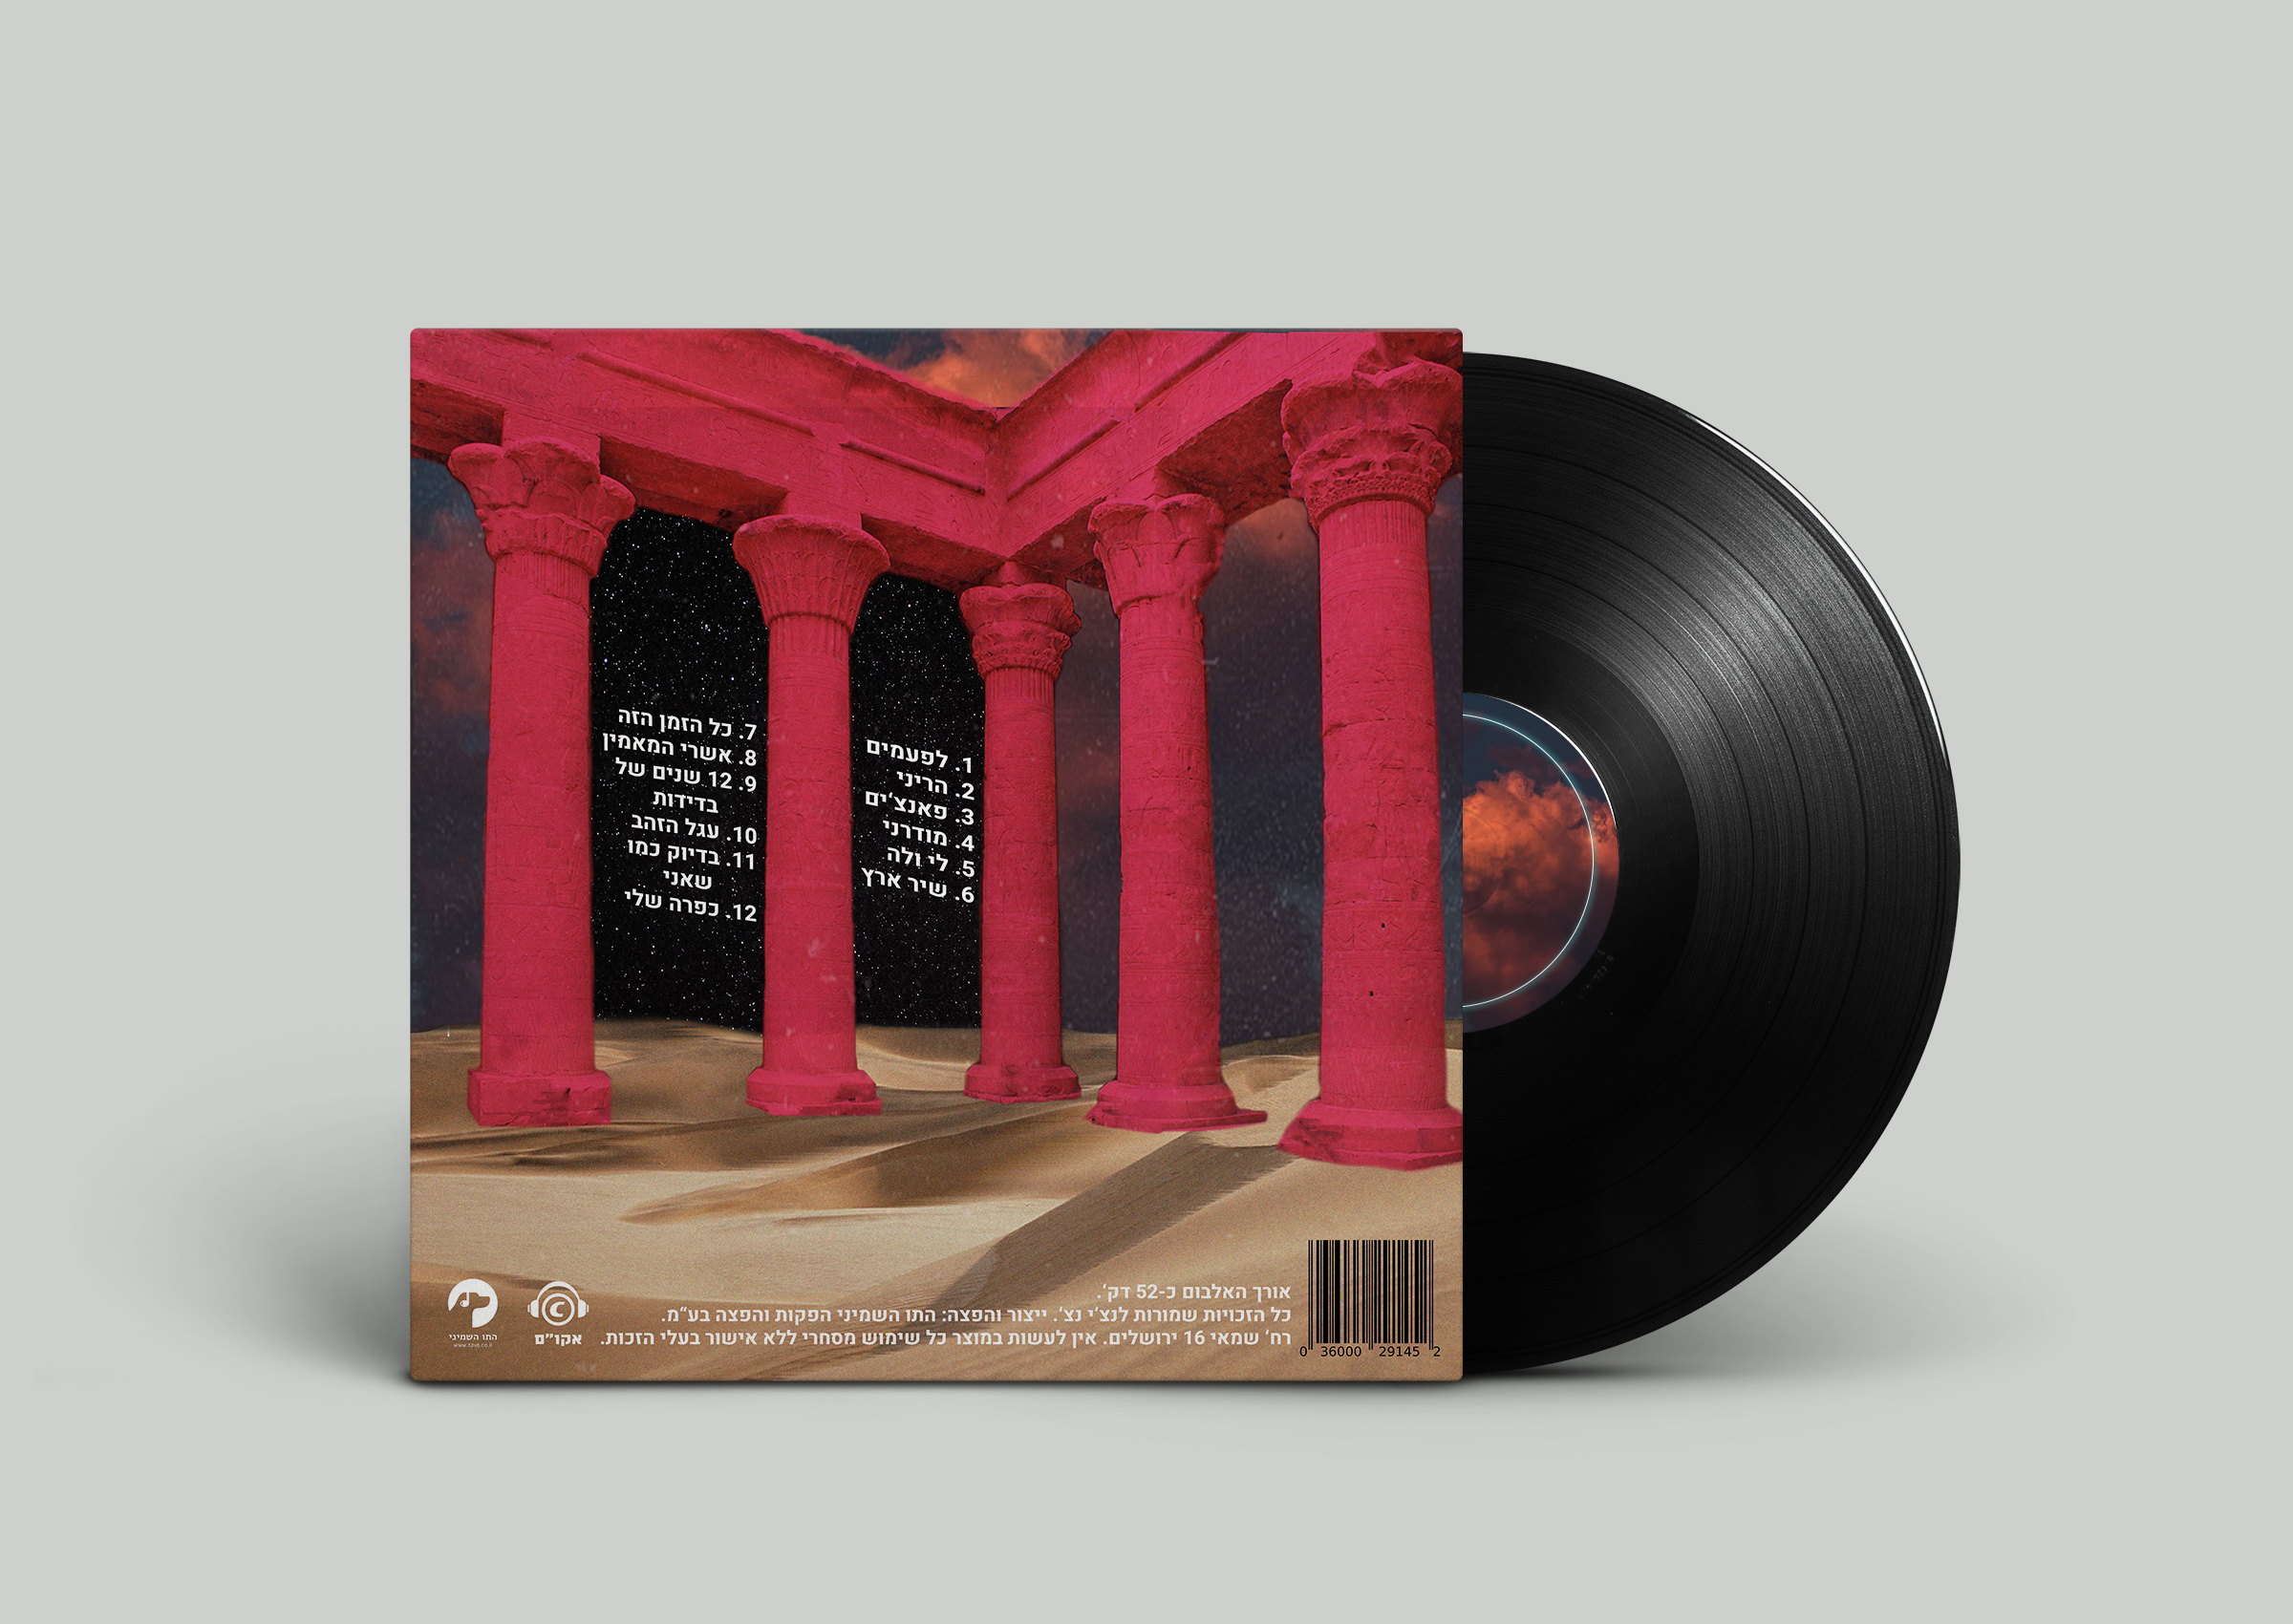 1. לפעמים
2. הריני
3. פאנצ'ים
4. מודרני
5. לי ולה
6. שיר ארץ
7. כל הזמן הזה
8. אשרי המאמין
9. 12 שנים של
בדידות
10. עגל הזהב
11. בדיוק כמו
שאני
12. כפרה שלי
אורך האלבום כ-52 דק'.
כל הזכויות שמורות לנצ'י נצ'. ייצור והפצה: התו השמיני הפקות והפצה בע"מ.
רח' שמאי 16 ירושלים. אין לעשות במוצר כל שימוש מסחרי ללא אישור בעלי הזכות.
0 36000 29145 2
אקו"ם
התו השמיני